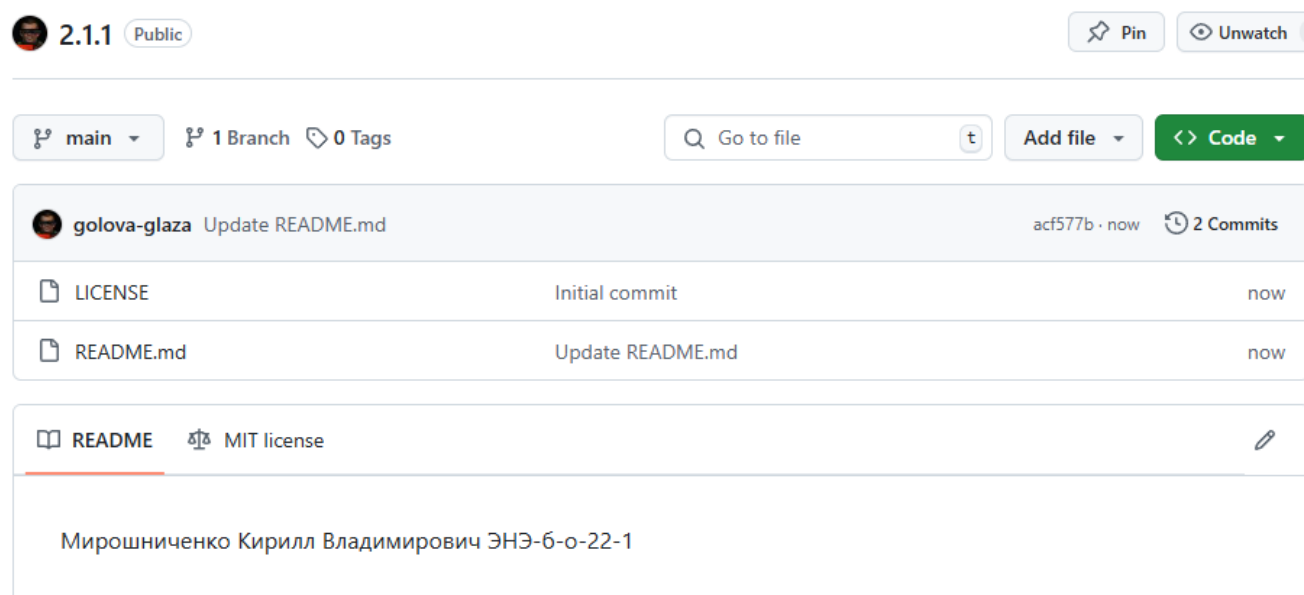 2.1.1 Public Pin Unwatch
main 1 Branch 0 Tags Go to file t Add file Code
golova-glaza Update README.md acf577b · now 2 Commits
LICENSE Initial commit now
README.md Update README.md now
README MIT license
Мирошниченко Кирилл Владимирович ЭНЭ-б-о-22-1